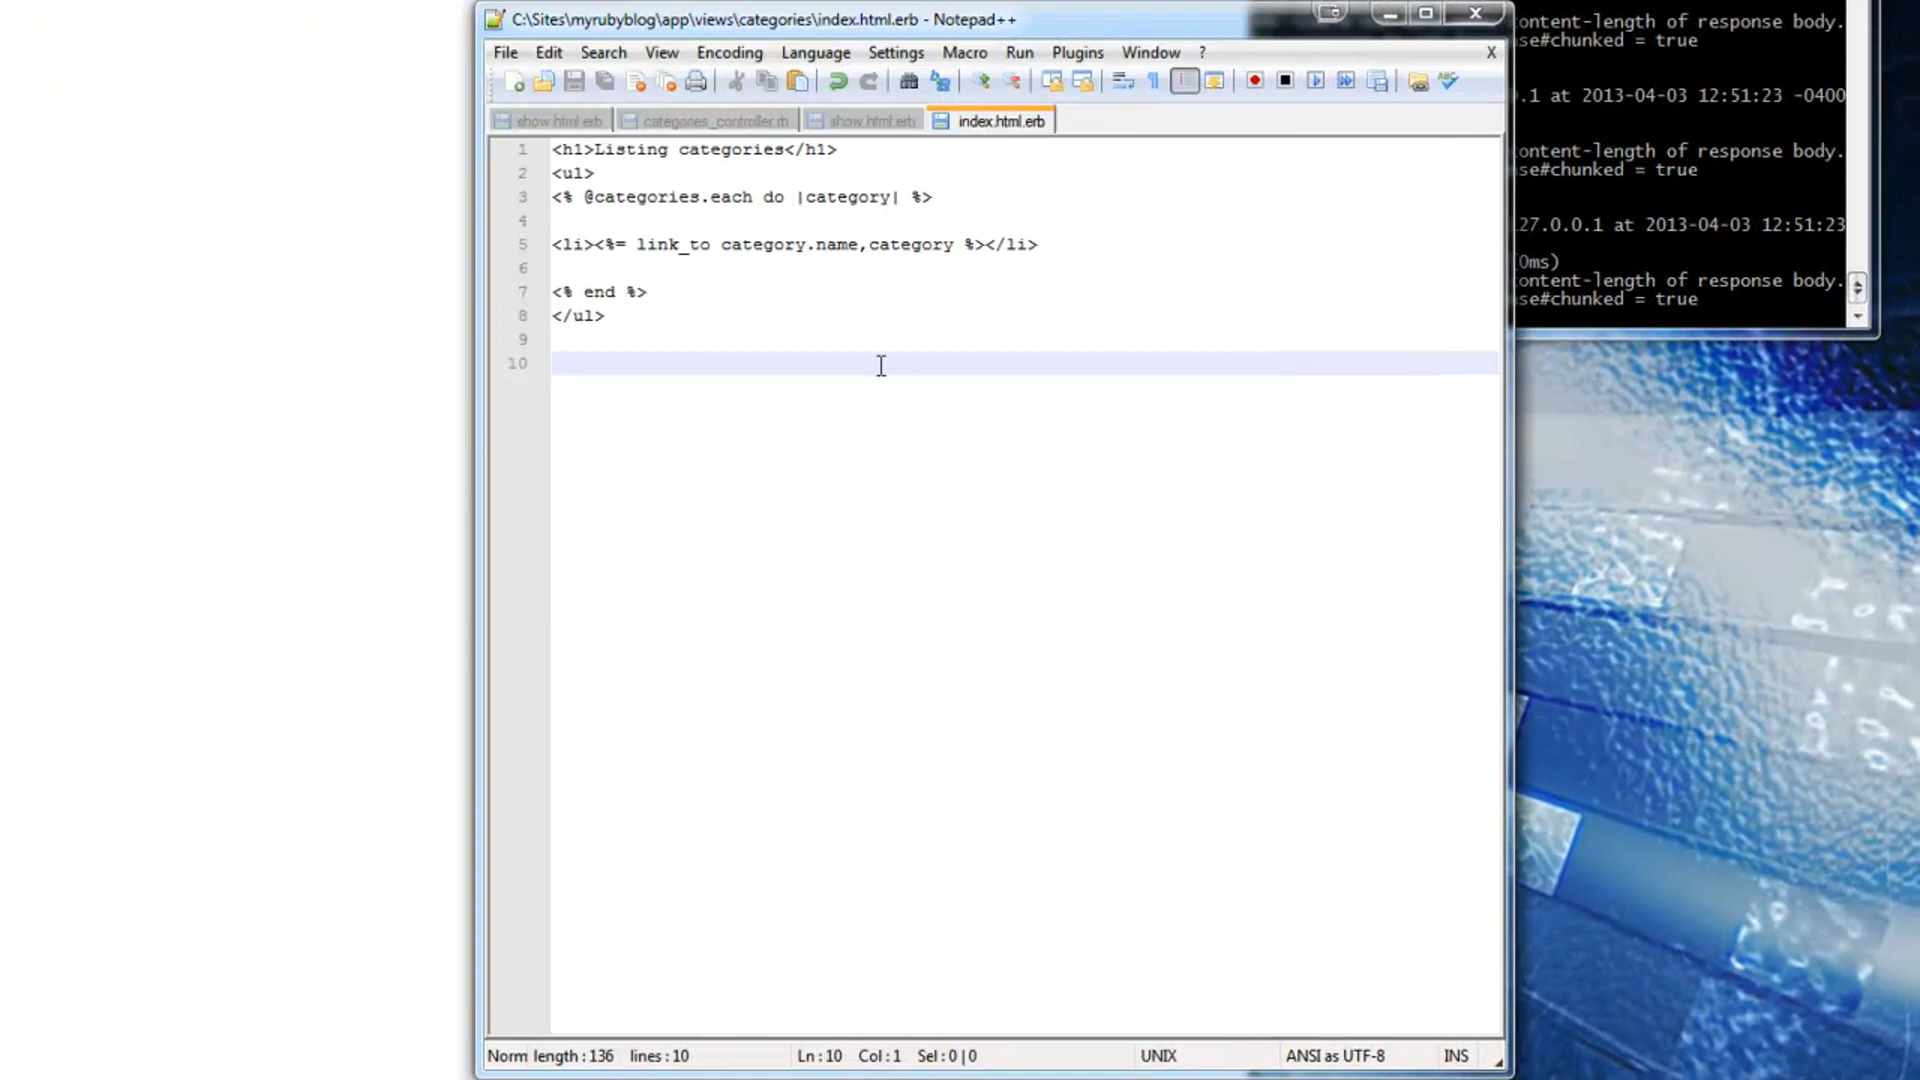 C:\Sites\myrubyblog\app\views\categories\index.html.erb - Notepad++
File Edit Search View Encoding Language Settings Macro Run Plugins Window ? X
show.html.erb categories_controller.rb show.html.erb index.html.erb
1 <h1>Listing categories</h1>
2 <ul>
3 <% @categories.each do |category| %>
4
5 <li><%= link_to category.name,category %></li>
6
7 <% end %>
8 </ul>
9
10
Norm length : 136 lines : 10 Ln : 10 Col : 1 Sel : 0 | 0 UNIX ANSI as UTF-8 INS
ontent-length of response body.
se#chunked = true
.1 at 2013-04-03 12:51:23 -0400
ontent-length of response body.
se#chunked = true
27.0.0.1 at 2013-04-03 12:51:23
(0ms)
ontent-length of response body.
se#chunked = true